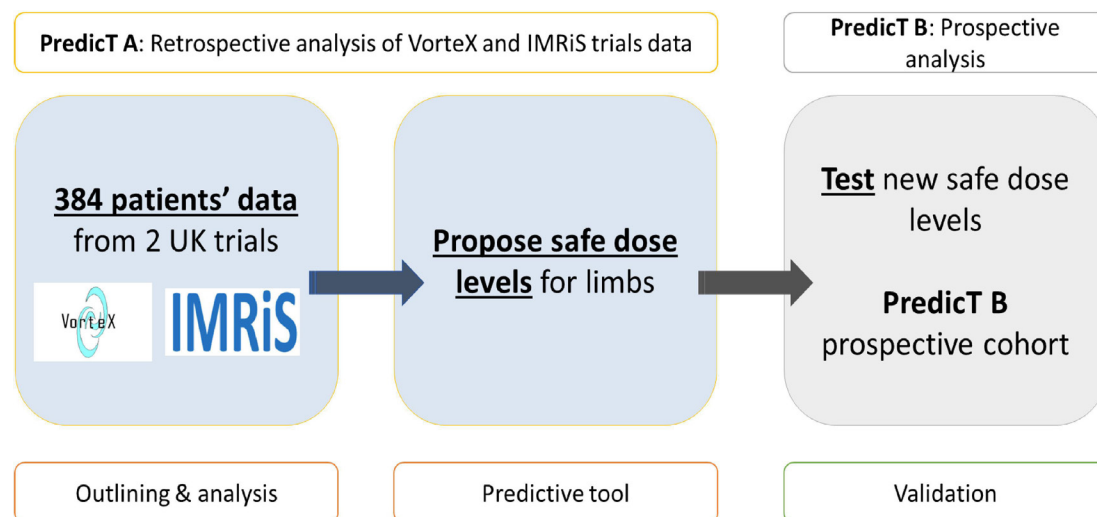 PredicT A: Retrospective analysis of VorteX and IMRiS trials data
PredicT B: Prospective
analysis
384 patients’ data
from 2 UK trials
VorteX
IMRiS
Propose safe dose
levels for limbs
Test new safe dose
levels
PredicT B
prospective cohort
Outlining & analysis
Predictive tool
Validation